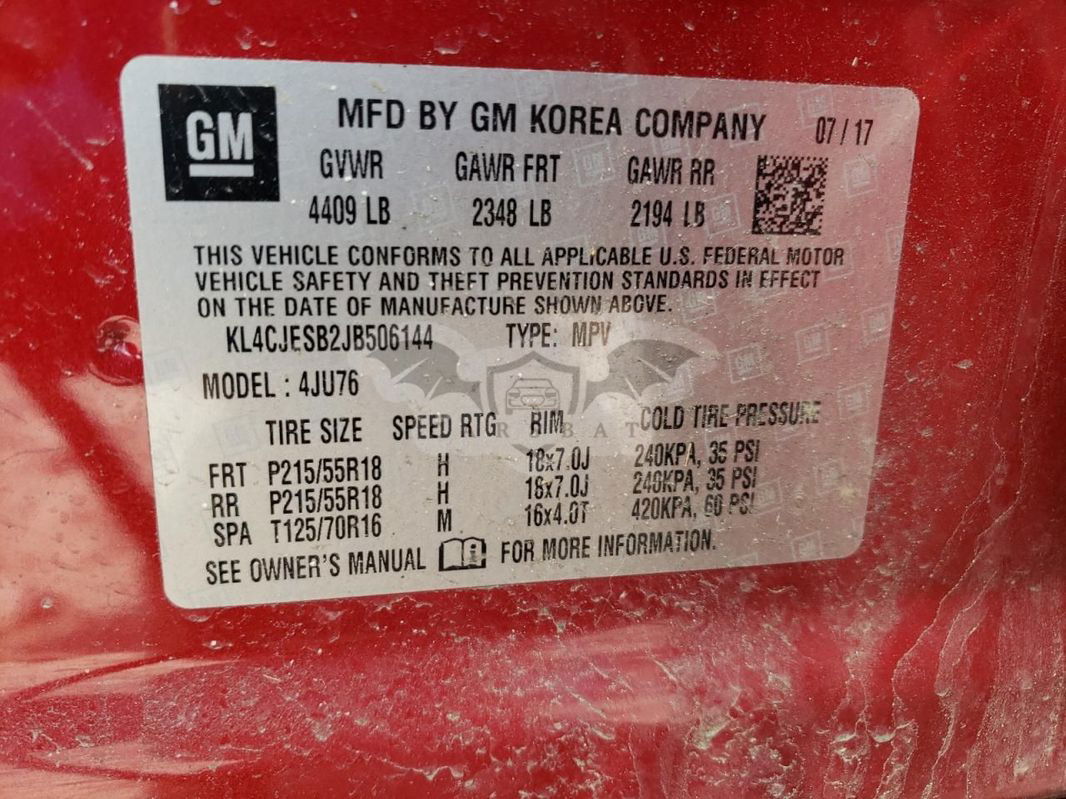 GM
MFD BY GM KOREA COMPANY 07/17
GVWR GAWR FRT GAWR RR
4409 LB 2348 LB 2194 LB
THIS VEHICLE CONFORMS TO ALL APPLICABLE U.S. FEDERAL MOTOR
VEHICLE SAFETY AND THEFT PREVENTION STANDARDS IN EFFECT
ON THE DATE OF MANUFACTURE SHOWN ABOVE.
KL4CJESB2JB506144 TYPE: MPV
MODEL : 4JU76
TIRE SIZE SPEED RTG RIM COLD TIRE PRESSURE
FRT P215/55R18 H 18x7.0J 240KPA, 35 PSI
RR P215/55R18 H 18x7.0J 240KPA, 35 PSI
SPA T125/70R16 M 16x4.0T 420KPA, 60 PSI
SEE OWNER'S MANUAL FOR MORE INFORMATION.